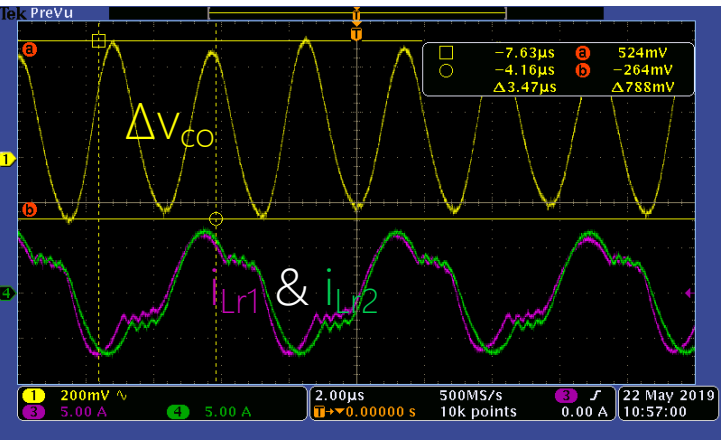 Tek PreVu
T
T
a
−7.63µs a 524mV
−4.16µs b −264mV
Δ3.47µs Δ788mV
ΔvCO
1
b
iLr1 & iLr2
4
1 200mV ∿
3 5.00 A 4 5.00 A
2.00µs 500MS/s 3 ∫
T→▼0.00000 s 10k points 0.00 A
22 May 2019
10:57:00